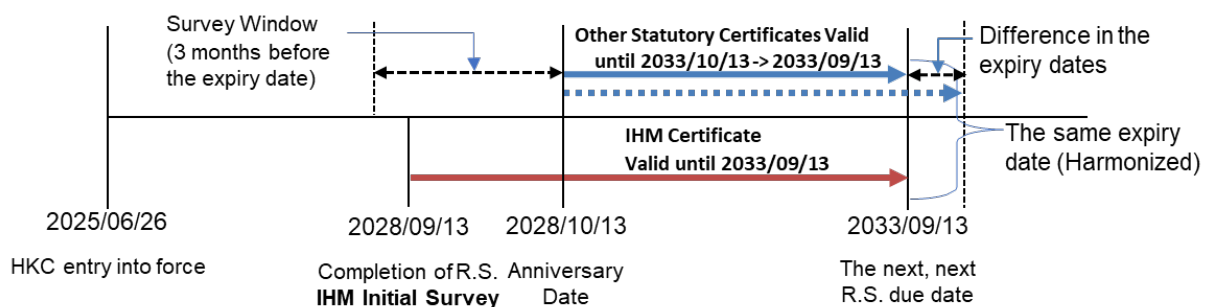 Survey Window
(3 months before
the expiry date)
Other Statutory Certificates Valid
until 2033/10/13 -> 2033/09/13
Difference in the
expiry dates
IHM Certificate
Valid until 2033/09/13
The same expiry
date (Harmonized)
2025/06/26
2028/09/13
2028/10/13
2033/09/13
HKC entry into force
Completion of R.S.
IHM Initial Survey
Anniversary
Date
The next, next
R.S. due date